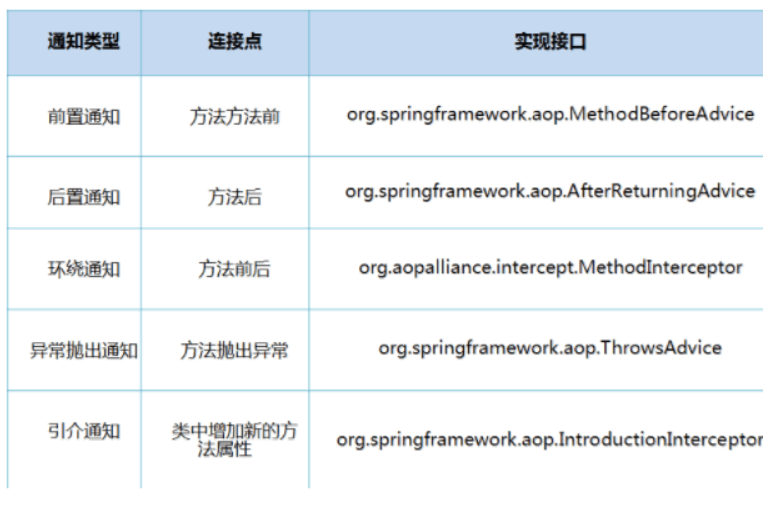 通知类型 连接点 实现接口
前置通知 方法方法前 org.springframework.aop.MethodBeforeAdvice
后置通知 方法后 org.springframework.aop.AfterReturningAdvice
环绕通知 方法前后 org.aopalliance.intercept.MethodInterceptor
异常抛出通知 方法抛出异常 org.springframework.aop.ThrowsAdvice
引介通知 类中增加新的方
法属性 org.springframework.aop.IntroductionInterceptor